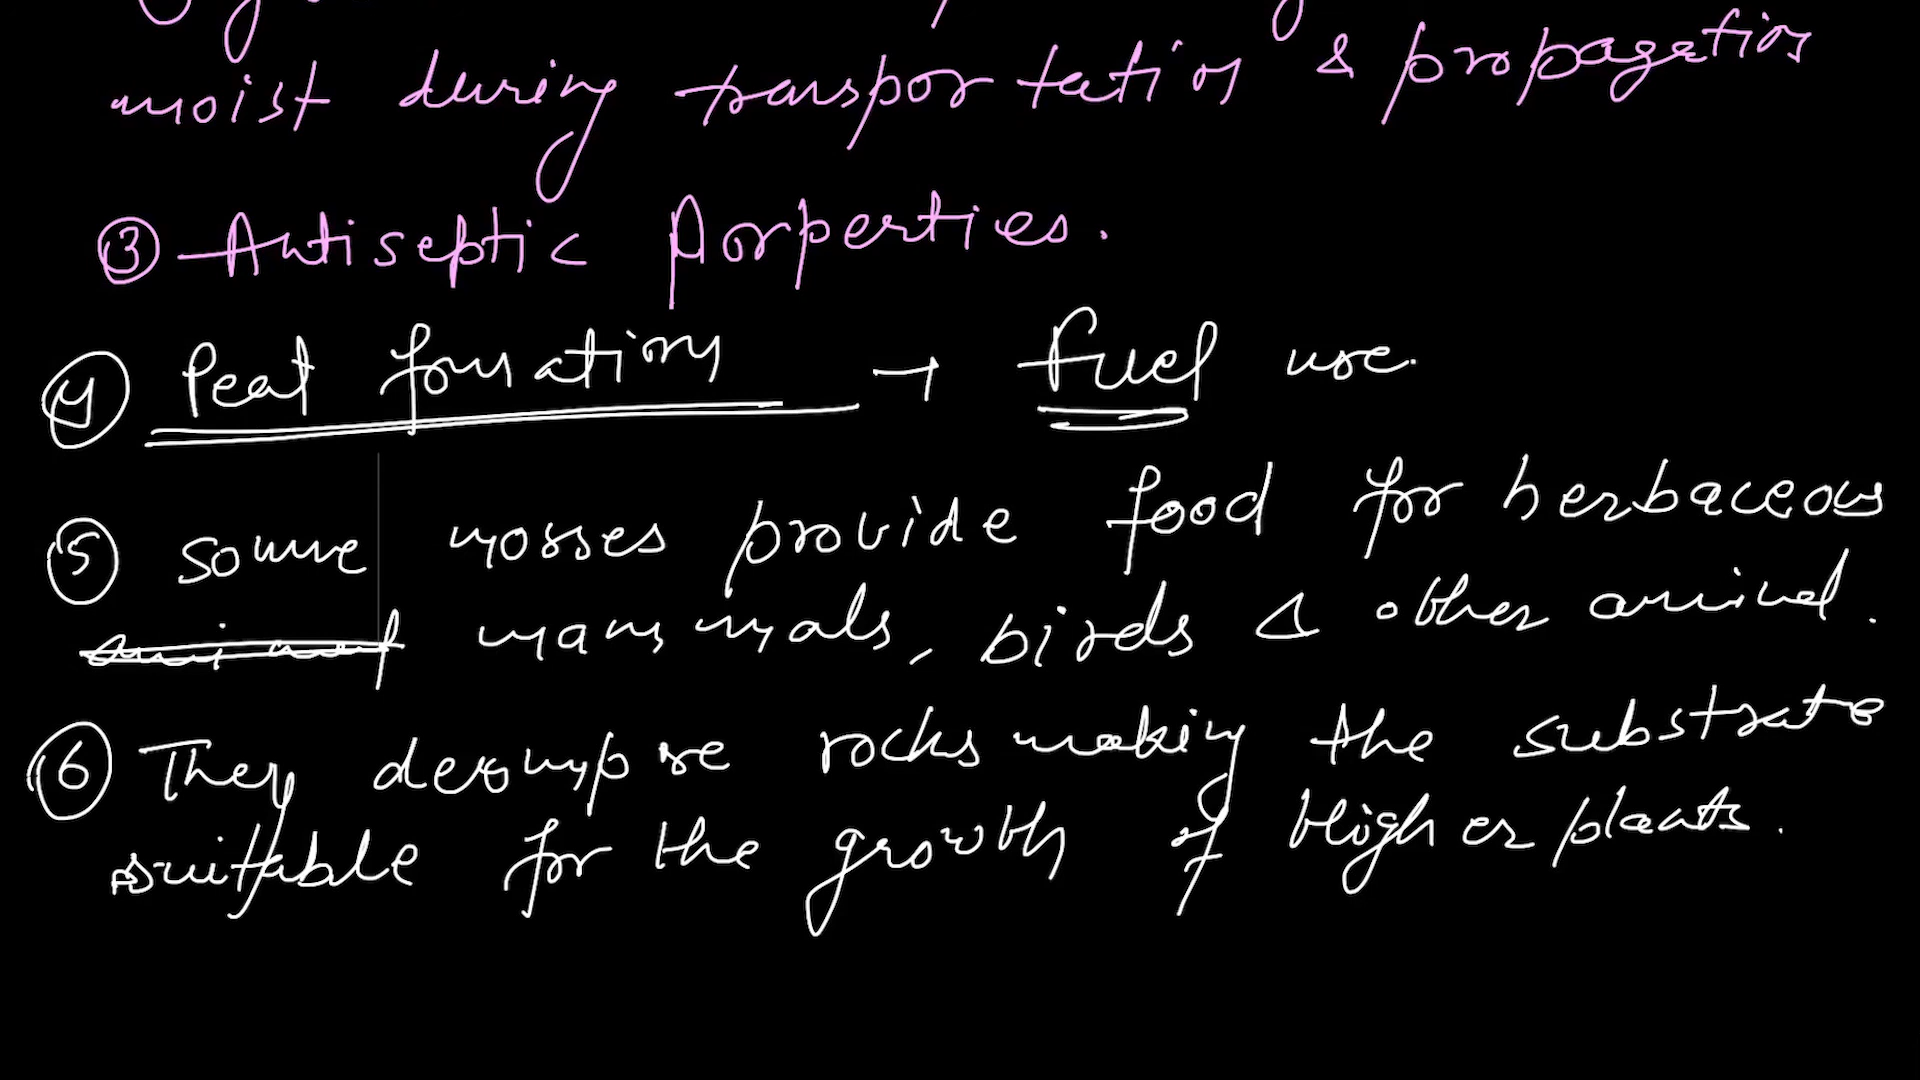 moist during transportation & propagation
③ Antiseptic Porperties.
④ Peat formation → fuel use.
⑤ some mosses provide food for herbaceous
mammals, birds & other animal.
⑥ They decompose rocks making the substrate
suitable for the growth of higher plants.